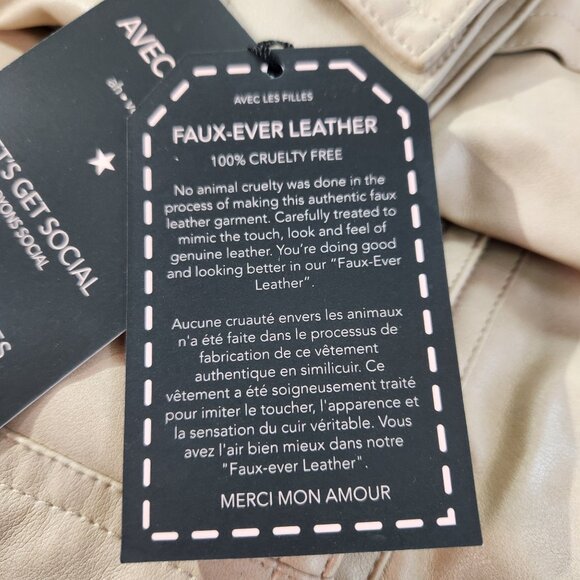 AVEC
ET'S GET SOCIAL
YONS SOCIAL
AVEC LES FILLES
FAUX-EVER LEATHER
100% CRUELTY FREE
No animal cruelty was done in the
process of making this authentic faux
leather garment. Carefully treated to
mimic the touch, look and feel of
genuine leather. You're doing good
and looking better in our "Faux-Ever
Leather".
Aucune cruauté envers les animaux
n'a été faite dans le processus de
fabrication de ce vêtement
authentique en similicuir. Ce
vêtement a été soigneusement traité
pour imiter le toucher, l'apparence et
la sensation du cuir véritable. Vous
avez l'air bien mieux dans notre
"Faux-ever Leather".
MERCI MON AMOUR